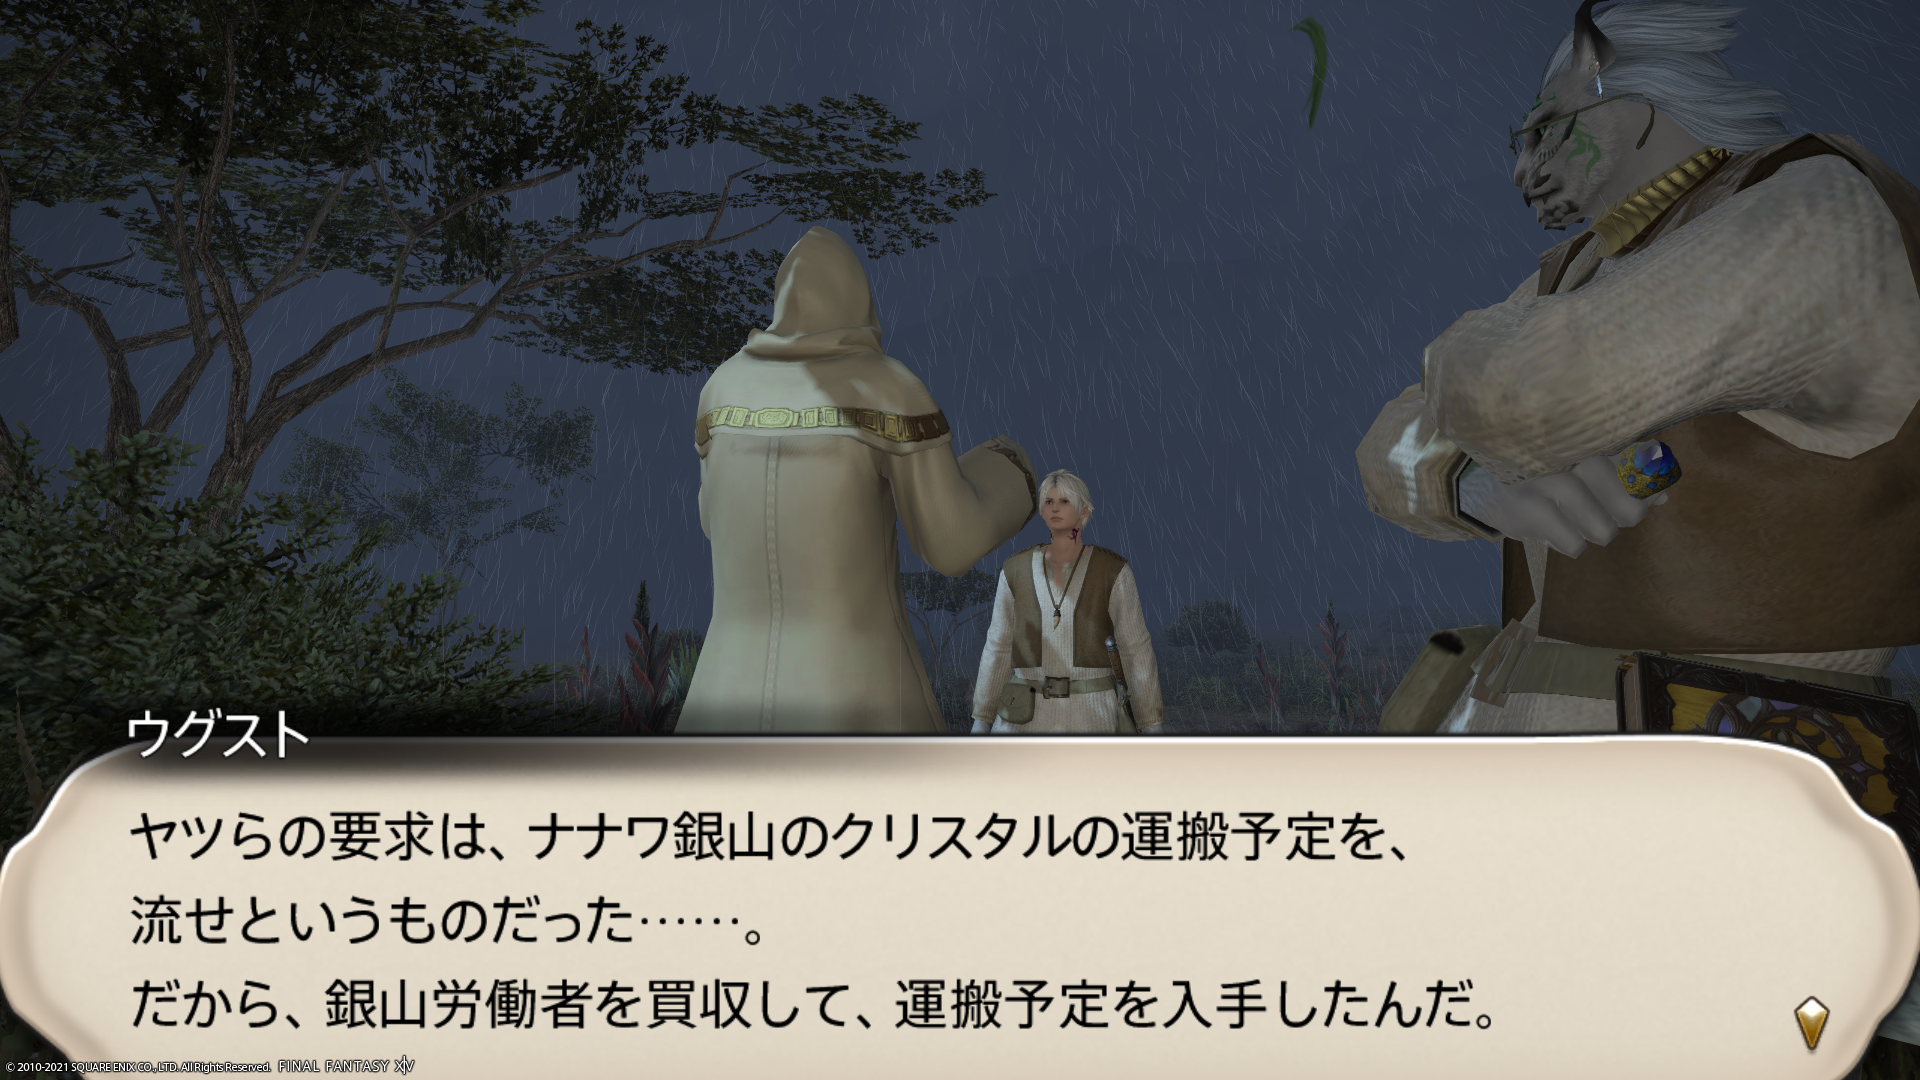 ウグスト
ヤツらの要求は、ナナワ銀山のクリスタルの運搬予定を、
流せというものだった……。
だから、銀山労働者を買収して、運搬予定を入手したんだ。
© 2010-2021 SQUARE ENIX CO., LTD. All Rights Reserved. FINAL FANTASY XIV